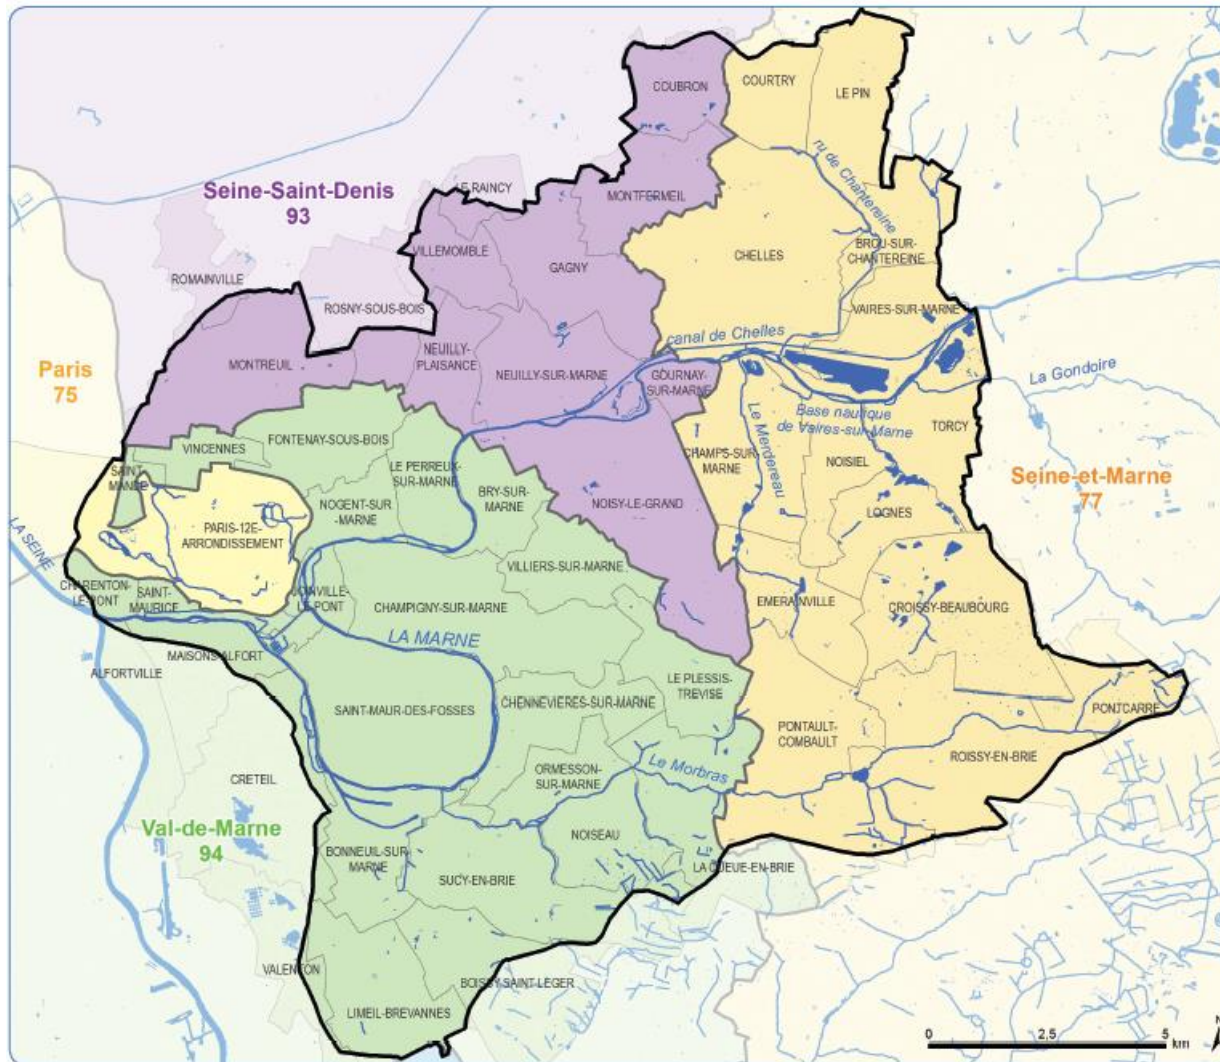 COURTRY
COUBRON
LE PIN
ru de Chantereine
Seine-Saint-Denis
93
LE RAINCY
MONTFERMEIL
VILLEMOMBLE
GAGNY
CHELLES
BROU-SUR-
CHANTEREINE
ROMAINVILLE
ROSNY-SOUS-BOIS
VAIRES-SUR-MARNE
canal de Chelles
NEUILLY-
PLAISANCE
MONTREUIL
NEUILLY-SUR-MARNE
GOURNAY-
SUR-MARNE
Paris
75
La Gondoire
Le Merdereau
Base nautique
de Vaires-sur-Marne
TORCY
FONTENAY-SOUS-BOIS
VINCENNES
CHAMPS-SUR-
MARNE
NOISIEL
SAINT-
MANDE
LE PERREUX-
SUR-MARNE
BRY-SUR-
MARNE
Seine-et-Marne
77
NOGENT-SUR
-MARNE
NOISY-LE-GRAND
LOGNES
PARIS-12E-
ARRONDISSEMENT
LA SEINE
VILLIERS-SUR-MARNE
CHARENTON-
LE-PONT
SAINT-
MAURICE
JOINVILLE-
LE-PONT
CHAMPIGNY-SUR-MARNE
EMERAINVILLE
CROISSY-BEAUBOURG
LA MARNE
MAISONS-ALFORT
ALFORTVILLE
LE PLESSIS-
TREVISE
CHENNEVIERES-SUR-MARNE
SAINT-MAUR-DES-FOSSES
PONTCARRE
PONTAULT-
COMBAULT
ROISSY-EN-BRIE
Le Morbras
ORMESSON-
SUR-MARNE
CRETEIL
Val-de-Marne
94
NOISEAU
BONNEUIL-SUR-
MARNE
LA QUEUE-EN-BRIE
SUCY-EN-BRIE
VALENTON
BOISSY-SAINT-LEGER
LIMEIL-BREVANNES
0 2,5 5
km
N